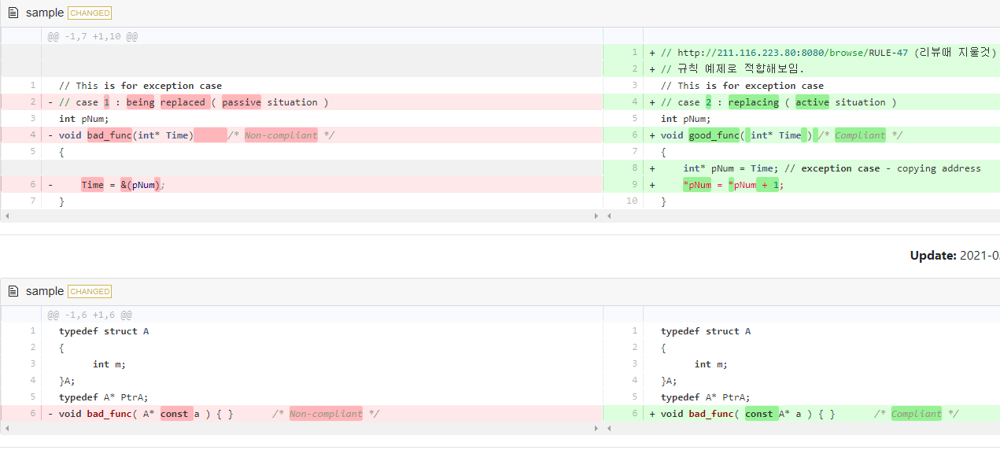 sample CHANGED
@@ -1,7 +1,10 @@
1 + // http://211.116.223.80:8080/browse/RULE-47 (리뷰때 지울것)
2 + // 규칙 예제로 적합해보임.
1 // This is for exception case 3 // This is for exception case
2 - // case 1 : being replaced ( passive situation ) 4 + // case 2 : replacing ( active situation )
3 int pNum; 5 int pNum;
4 - void bad_func(int* Time) /* Non-compliant */ 6 + void good_func( int* Time ) /* Compliant */
5 { 7 {
8 + int* pNum = Time; // exception case - copying address
6 - Time = &(pNum); 9 + *pNum = *pNum + 1;
7 } 10 }
Update: 2021-0
sample CHANGED
@@ -1,6 +1,6 @@
1 typedef struct A 1 typedef struct A
2 { 2 {
3 int m; 3 int m;
4 }A; 4 }A;
5 typedef A* PtrA; 5 typedef A* PtrA;
6 - void bad_func( A* const a ) { } /* Non-compliant */ 6 + void bad_func( const A* a ) { } /* Compliant */